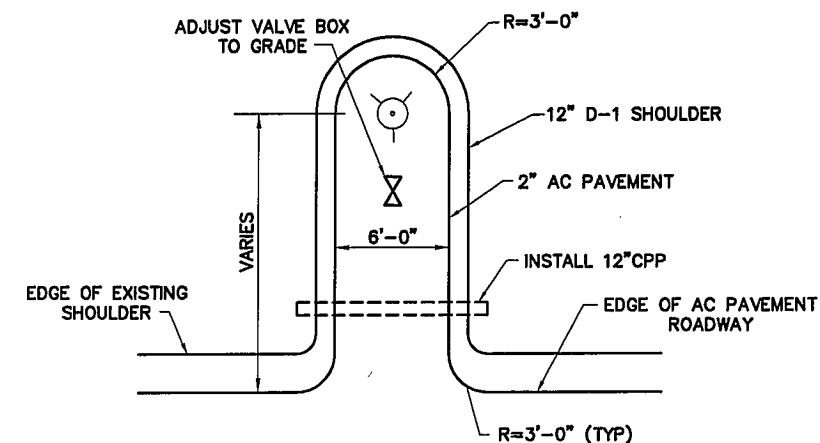 ADJUST VALVE BOX
TO GRADE
R=3'-0"
12" D-1 SHOULDER
2" AC PAVEMENT
VARIES
6'-0"
INSTALL 12"CPP
EDGE OF EXISTING
SHOULDER
EDGE OF AC PAVEMENT
ROADWAY
R=3'-0" (TYP)